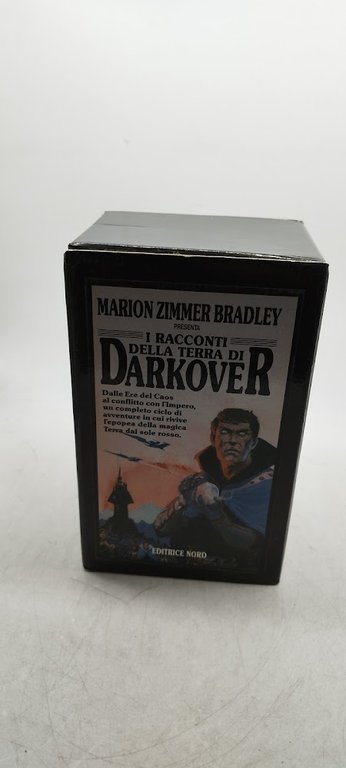 MARION ZIMMER BRADLEY
PRESENTA
I RACCONTI
DELLA TERRA DI
DARKOVER
Dalle Ere del Caos
al conflitto con l'Impero,
un completo ciclo di
avventure in cui rivive
l'epopea della magica
Terra dal sole rosso.
EDITRICE NORD